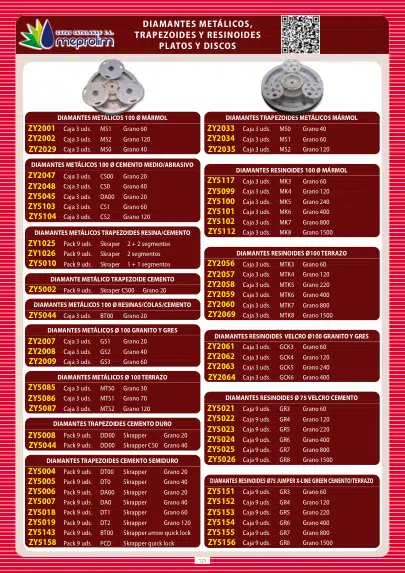 DIAMANTES METÁLICOS,
TRAPEZOIDES Y RESINOIDES
PLATOS Y DISCOS
CATAS CATALANAS S.L.
meprolim
DIAMANTES METÁLICOS 100 Ø MÁRMOL
ZY2001 Caja 3 uds. MS1 Grano 60
ZY2002 Caja 3 uds. MS2 Grano 120
ZY2029 Caja 3 uds. MS0 Grano 40
DIAMANTES METÁLICOS 100 Ø CEMENTO MEDIO/ABRASIVO
ZY2047 Caja 3 uds. CS00 Grano 20
ZY2048 Caja 3 uds. CS0 Grano 40
ZY5045 Caja 3 uds. DA00 Grano 20
ZY5103 Caja 3 uds. CS1 Grano 60
ZY5104 Caja 3 uds. CS2 Grano 120
DIAMANTES METÁLICOS TRAPEZOIDES RESINA/CEMENTO
ZY1025 Pack 9 uds. Skraper 2 + 2 segmentos
ZY1026 Pack 9 uds. Skraper 2 segmentos
ZY5010 Pack 9 uds. Skraper 1 + 1 segmentos
DIAMANTE METÁLICO TRAPEZOIDE CEMENTO
ZY5002 Pack 9 uds. Skraper CS00 Grano 20
DIAMANTES METÁLICOS 100 Ø RESINAS/COLAS/CEMENTO
ZY5044 Caja 3 uds. BT00 Grano 20
DIAMANTES METÁLICOS Ø 100 GRANITO Y GRES
ZY2007 Caja 3 uds. GS1 Grano 20
ZY2008 Caja 3 uds. GS2 Grano 40
ZY2009 Caja 3 uds. GS3 Grano 60
DIAMANTES METÁLICOS Ø 100 TERRAZO
ZY5085 Caja 3 uds. MTS0 Grano 30
ZY5086 Caja 3 uds. MTS1 Grano 70
ZY5087 Caja 3 uds. MTS2 Grano 120
DIAMANTES TRAPEZOIDES CEMENTO DURO
ZY5008 Pack 9 uds. DD00 Skrapper Grano 20
ZY5044 Pack 9 uds. DD00 Skrapper CS0 Grano 40
DIAMANTES TRAPEZOIDES CEMENTO SEMIDURO
ZY5004 Pack 9 uds. DT00 Skrapper Grano 20
ZY5005 Pack 9 uds. DT0 Skrapper Grano 40
ZY5006 Pack 9 uds. DA00 Skrapper Grano 20
ZY5007 Pack 9 uds. DA0 Skrapper Grano 40
ZY5018 Pack 9 uds. DT1 Skrapper Grano 60
ZY5019 Pack 9 uds. DT2 Skrapper Grano 120
ZY5143 Pack 9 uds. BT00 Skrapper arrow quick lock
ZY5158 Pack 9 uds. PCD Skrapper quick lock
DIAMANTES TRAPEZOIDES METÁLICOS MÁRMOL
ZY2033 Caja 3 uds. MS0 Grano 40
ZY2034 Caja 3 uds. MS1 Grano 60
ZY2035 Caja 3 uds. MS2 Grano 120
DIAMANTES RESINOIDES 100 Ø MÁRMOL
ZY5117 Caja 3 uds. MK3 Grano 60
ZY5099 Caja 3 uds. MK4 Grano 120
ZY5100 Caja 3 uds. MK5 Grano 240
ZY5101 Caja 3 uds. MK6 Grano 400
ZY5102 Caja 3 uds. MK7 Grano 800
ZY5112 Caja 3 uds. MK8 Grano 1500
DIAMANTES RESINOIDES Ø100 TERRAZO
ZY2056 Caja 3 uds. MTK3 Grano 60
ZY2057 Caja 3 uds. MTK4 Grano 120
ZY2058 Caja 3 uds. MTK5 Grano 220
ZY2059 Caja 3 uds. MTK6 Grano 400
ZY2060 Caja 3 uds. MTK7 Grano 800
ZY2069 Caja 3 uds. MTK8 Grano 1500
DIAMANTES RESINOIDES VELCRO Ø100 GRANITO Y GRES
ZY2061 Caja 3 uds. GCK3 Grano 60
ZY2062 Caja 3 uds. GCK4 Grano 120
ZY2063 Caja 3 uds. GCK5 Grano 240
ZY2064 Caja 3 uds. GCK6 Grano 400
DIAMANTES RESINOIDES Ø 75 VELCRO CEMENTO
ZY5021 Caja 9 uds. GR3 Grano 60
ZY5022 Caja 9 uds. GR4 Grano 120
ZY5023 Caja 9 uds. GR5 Grano 220
ZY5024 Caja 9 uds. GR6 Grano 400
ZY5025 Caja 9 uds. GR7 Grano 800
ZY5026 Caja 9 uds. GR8 Grano 1500
DIAMANTES RESINOIDES Ø75 JUMPER X-LINE GREEN CEMENTO/TERRAZO
ZY5151 Caja 9 uds. GR3 Grano 60
ZY5152 Caja 9 uds. GR4 Grano 120
ZY5153 Caja 9 uds. GR5 Grano 220
ZY5154 Caja 9 uds. GR6 Grano 400
ZY5155 Caja 9 uds. GR7 Grano 800
ZY5156 Caja 9 uds. GR8 Grano 1500